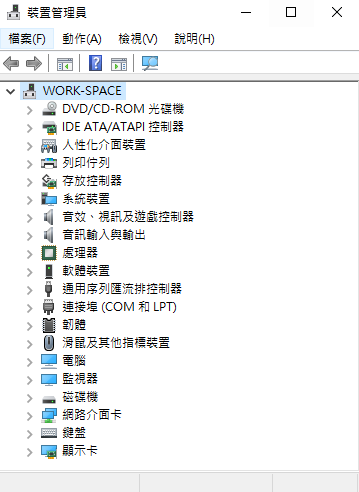 裝置管理員
檔案(F) 動作(A) 檢視(V) 說明(H)
WORK-SPACE
DVD/CD-ROM 光碟機
IDE ATA/ATAPI 控制器
人性化介面裝置
列印佇列
存放控制器
系統裝置
音效、視訊及遊戲控制器
音訊輸入與輸出
處理器
軟體裝置
通用序列匯流排控制器
連接埠 (COM 和 LPT)
韌體
滑鼠及其他指標裝置
電腦
監視器
磁碟機
網路介面卡
鍵盤
顯示卡